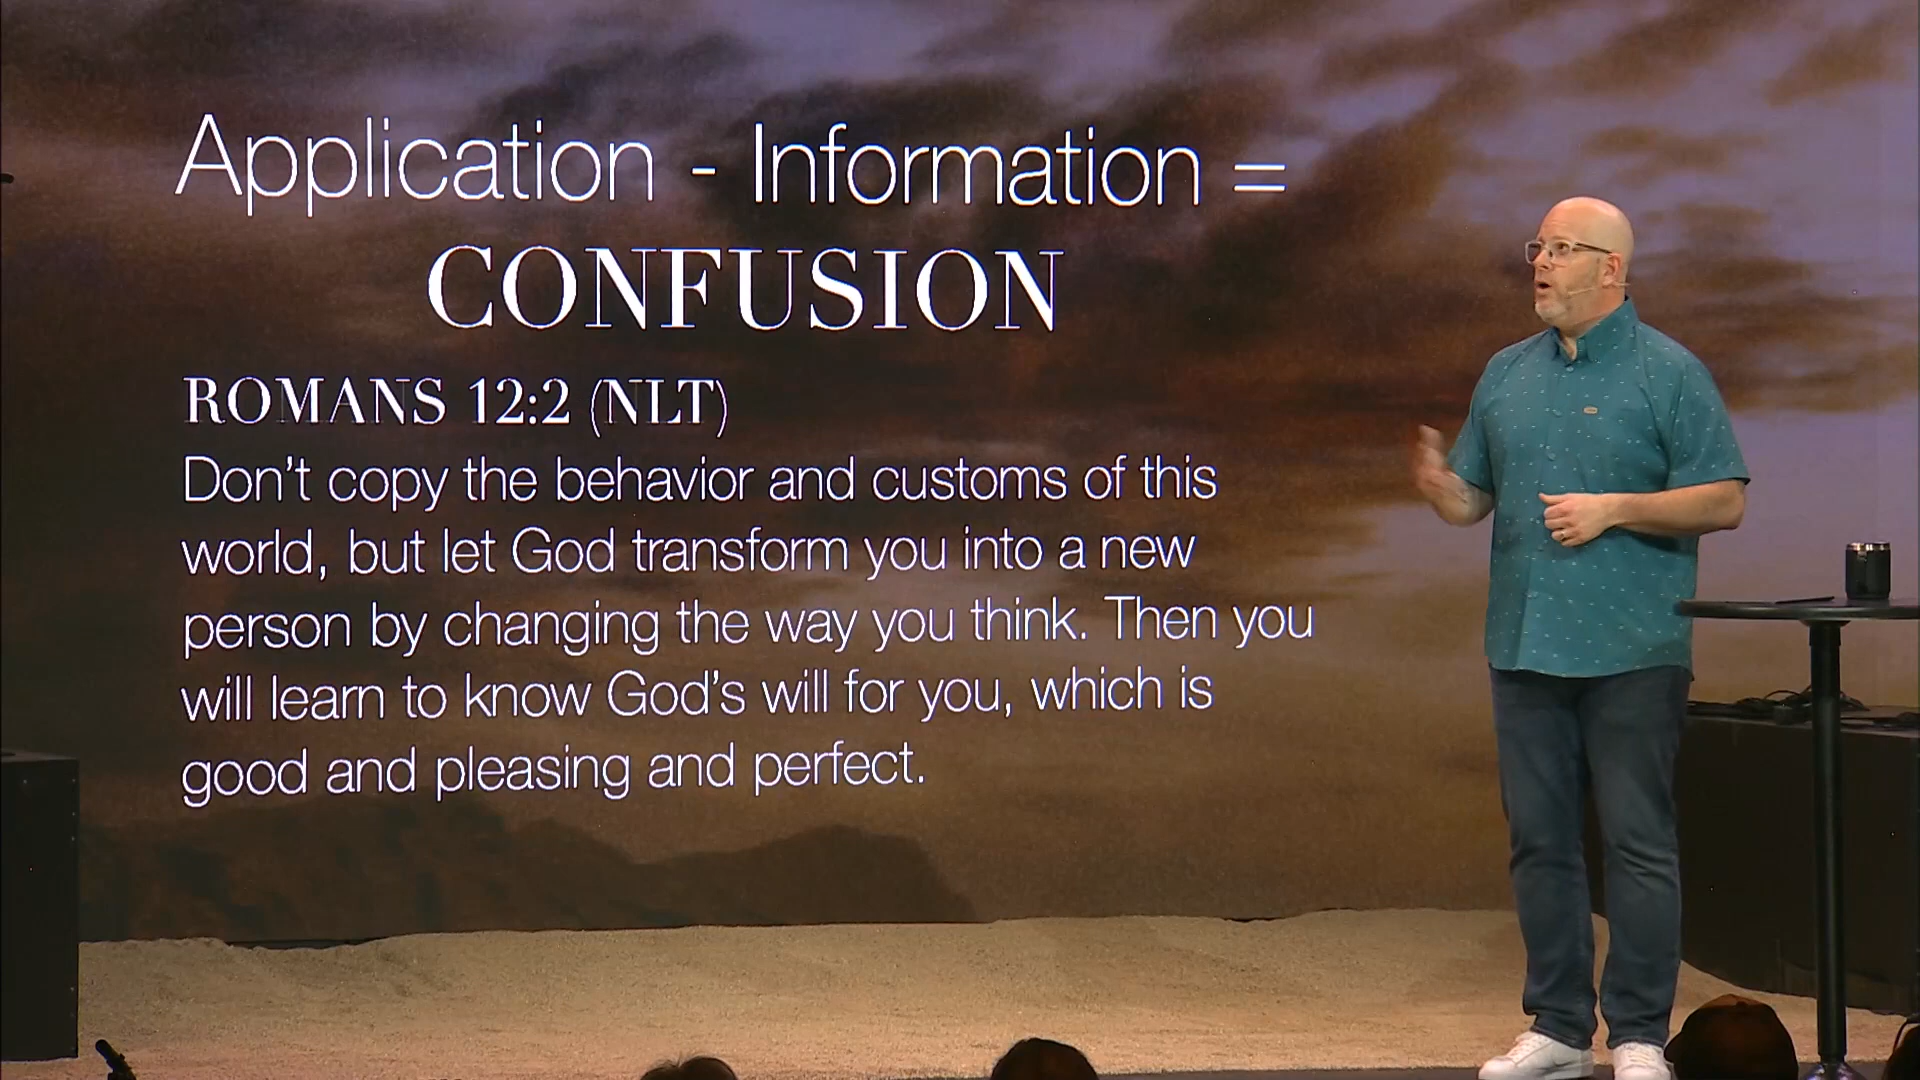 Application - Information =
CONFUSION
ROMANS 12:2 (NLT)
Don't copy the behavior and customs of this
world, but let God transform you into a new
person by changing the way you think. Then you
will learn to know God's will for you, which is
good and pleasing and perfect.